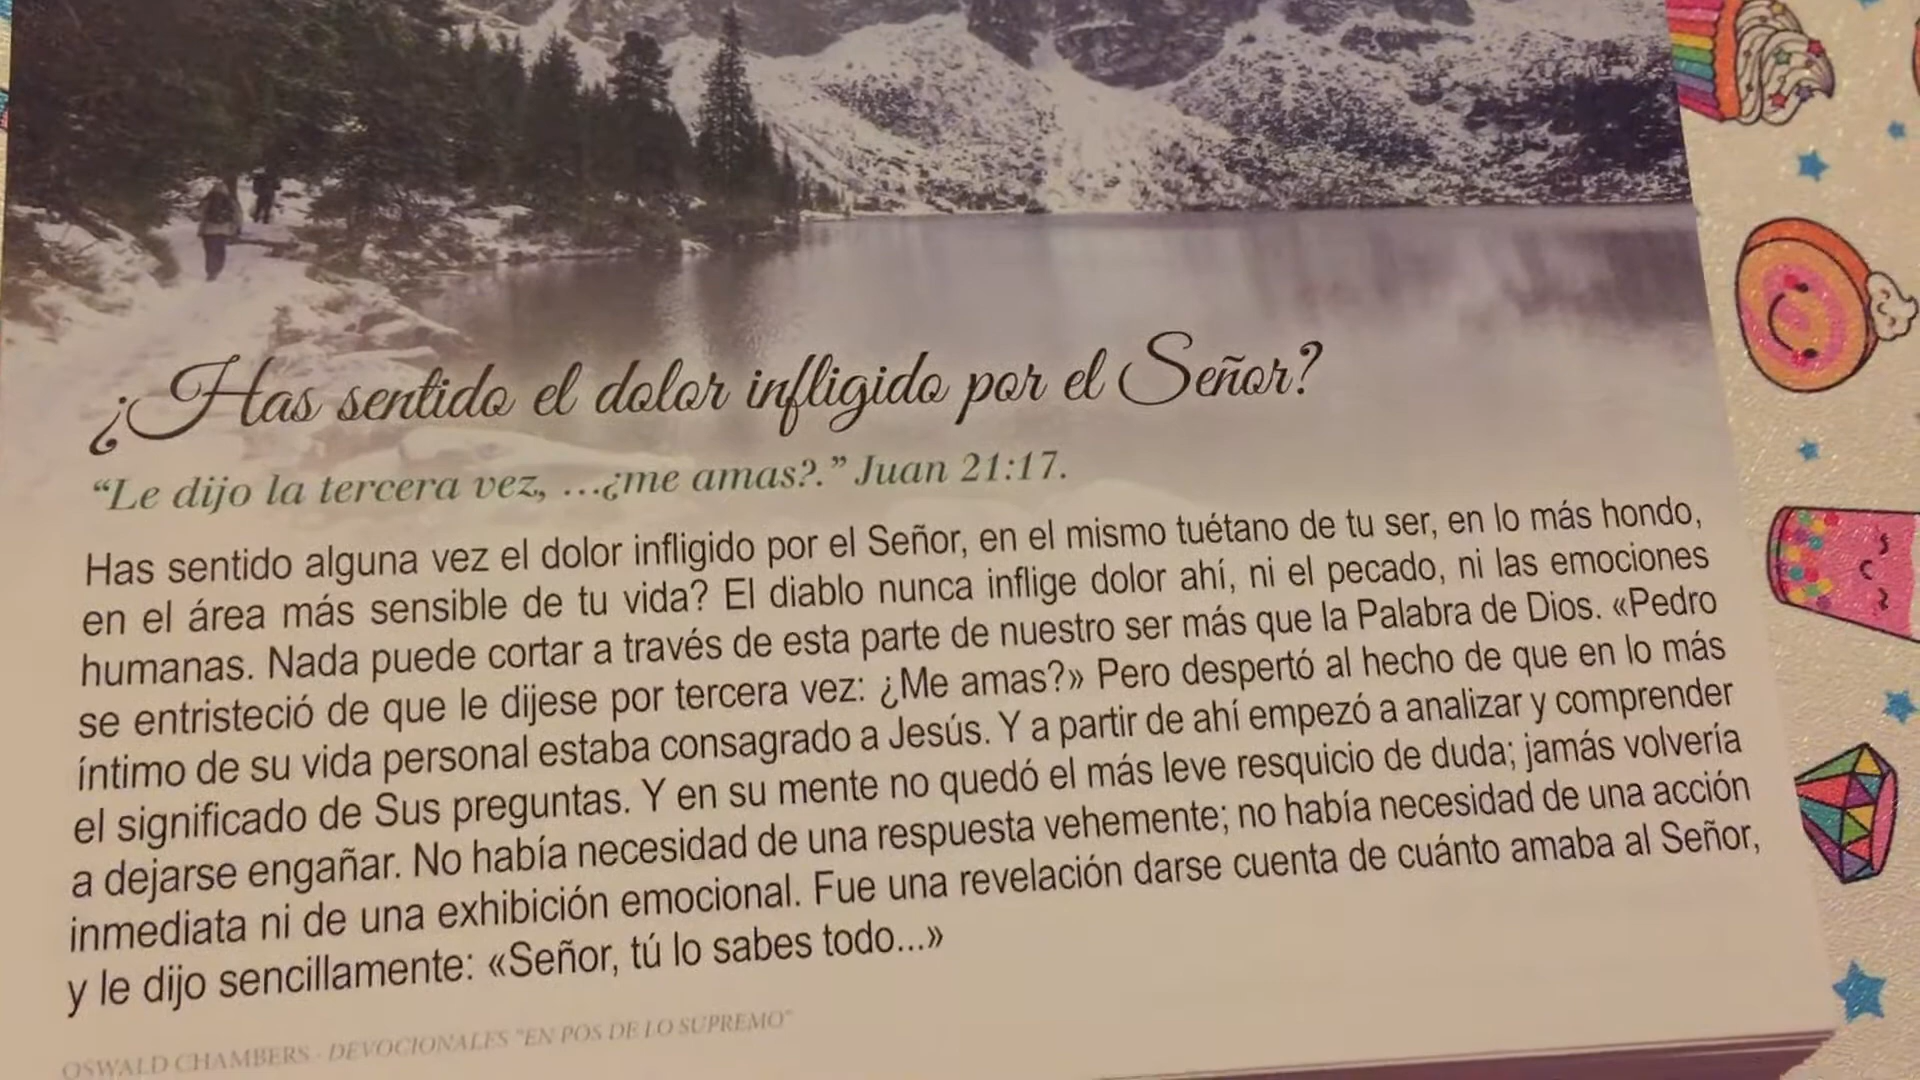 ¿Has sentido el dolor infligido por el Señor?
“Le dijo la tercera vez, ...¿me amas?.” Juan 21:17.
Has sentido alguna vez el dolor infligido por el Señor, en el mismo tuétano de tu ser, en lo más hondo,
en el área más sensible de tu vida? El diablo nunca inflige dolor ahí, ni el pecado, ni las emociones
humanas. Nada puede cortar a través de esta parte de nuestro ser más que la Palabra de Dios. «Pedro
se entristeció de que le dijese por tercera vez: ¿Me amas?» Pero despertó al hecho de que en lo más
íntimo de su vida personal estaba consagrado a Jesús. Y a partir de ahí empezó a analizar y comprender
el significado de Sus preguntas. Y en su mente no quedó el más leve resquicio de duda; jamás volvería
a dejarse engañar. No había necesidad de una respuesta vehemente; no había necesidad de una acción
inmediata ni de una exhibición emocional. Fue una revelación darse cuenta de cuánto amaba al Señor,
y le dijo sencillamente: «Señor, tú lo sabes todo...»
OSWALD CHAMBERS - DEVOCIONALES "EN POS DE LO SUPREMO"